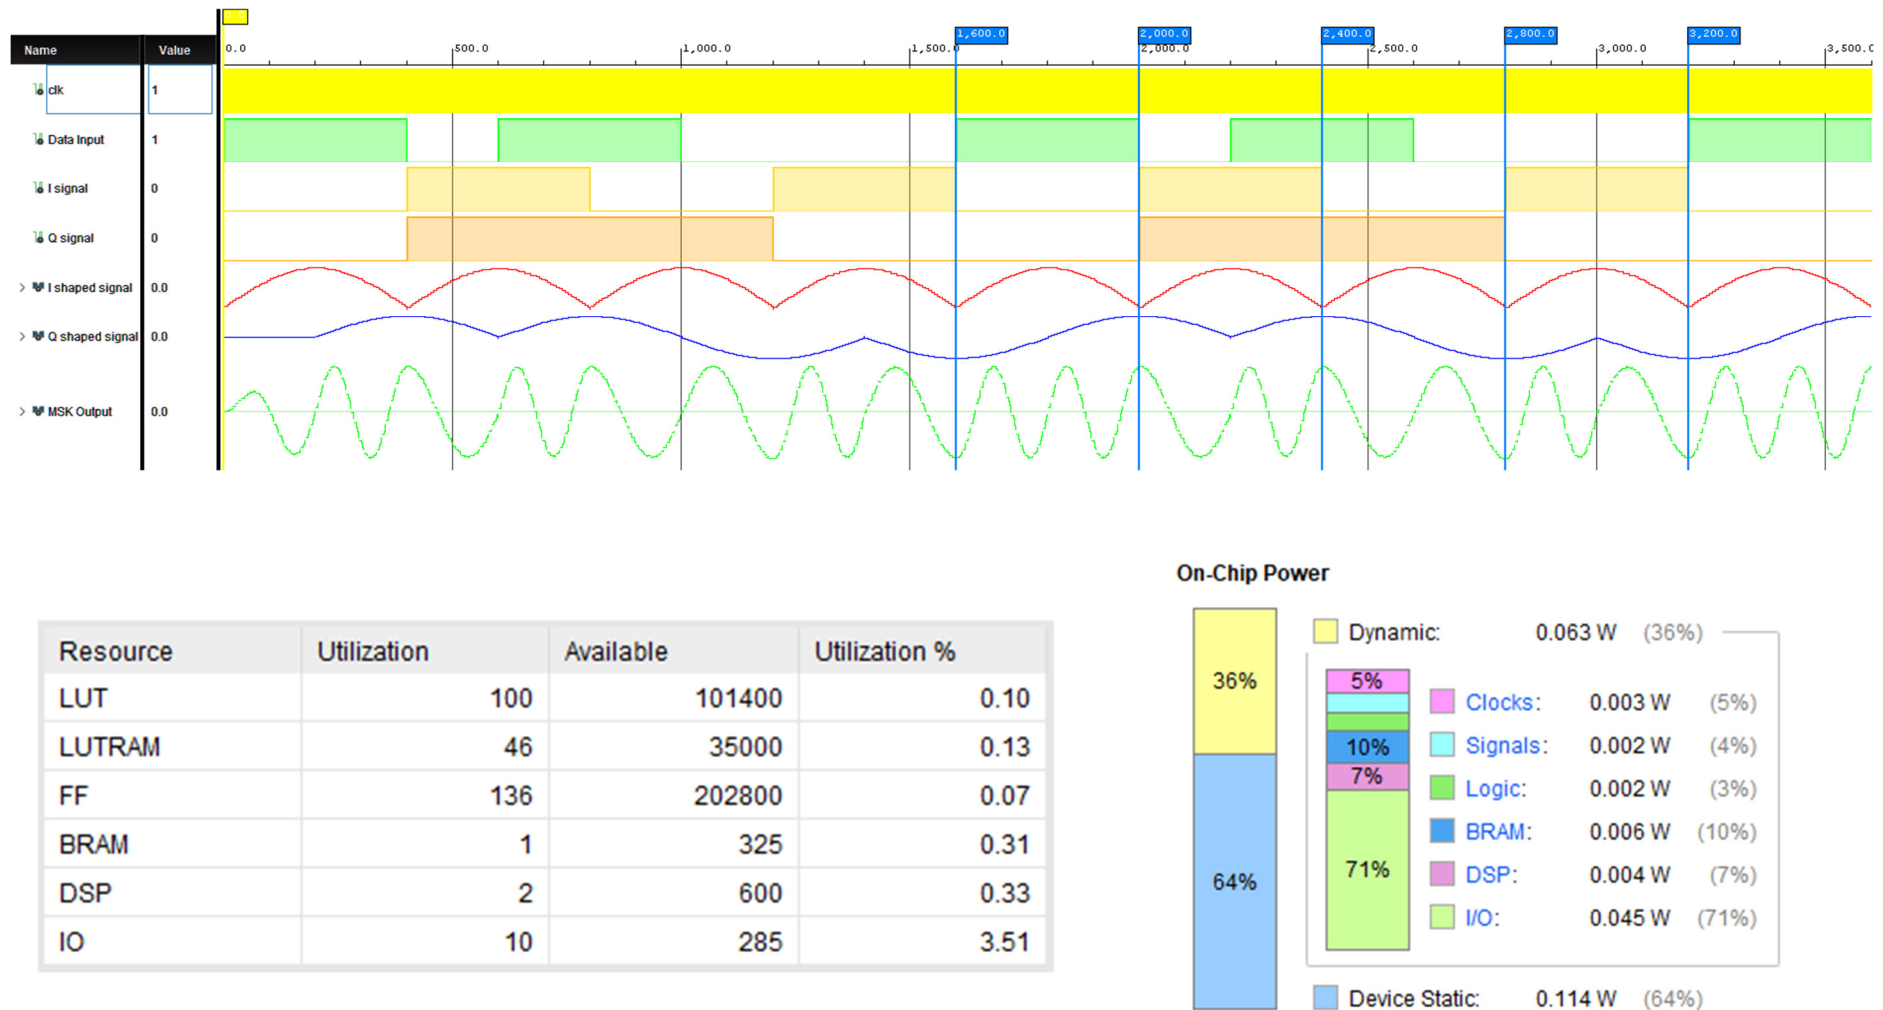 1,600.0 2,000.0 2,400.0 2,800.0 3,200.0
Name Value 0.0 500.0 1,000.0 1,500.0 2,000.0 2,500.0 3,000.0 3,500.0
clk 1
Data Input 1
I signal 0
Q signal 0
I shaped signal 0.0
Q shaped signal 0.0
MSK Output 0.0
Resource Utilization Available Utilization %
LUT 100 101400 0.10
LUTRAM 46 35000 0.13
FF 136 202800 0.07
BRAM 1 325 0.31
DSP 2 600 0.33
IO 10 285 3.51
On-Chip Power
36%
64%
Dynamic: 0.063 W (36%)
5%
10%
7%
71%
Clocks: 0.003 W (5%)
Signals: 0.002 W (4%)
Logic: 0.002 W (3%)
BRAM: 0.006 W (10%)
DSP: 0.004 W (7%)
I/O: 0.045 W (71%)
Device Static: 0.114 W (64%)